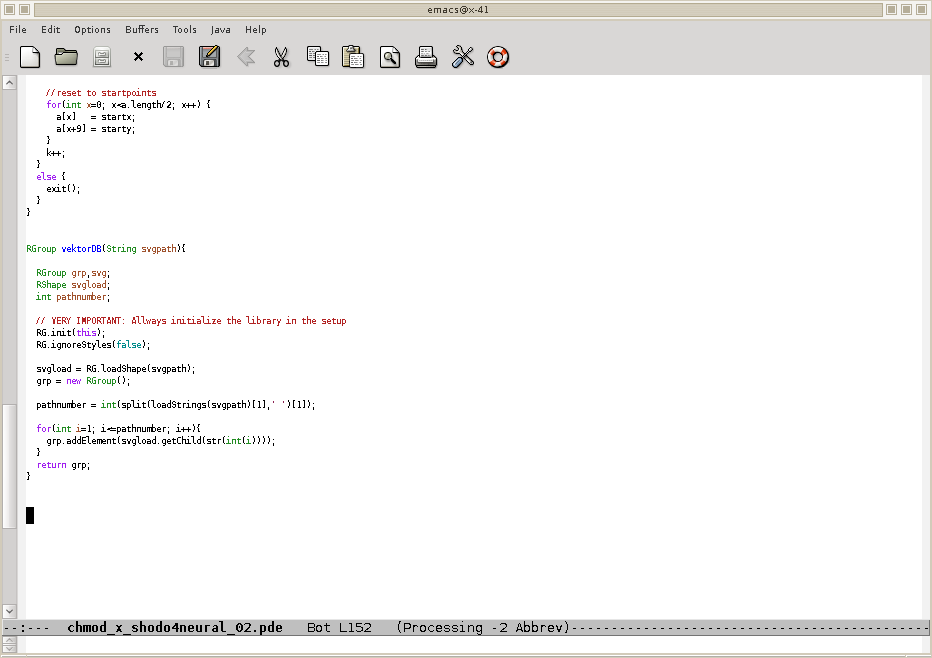 emacs@x-41
File Edit Options Buffers Tools Java Help
//reset to startpoints
for(int x=0; x<a.length/2; x++) {
a[x]   = startx;
a[x+9] = starty;
}
k++;
}
else {
exit();
}
}
RGroup vektorDB(String svgpath){
RGroup grp,svg;
RShape svgload;
int pathnumber;
// VERY IMPORTANT: Allways initialize the library in the setup
RG.init(this);
RG.ignoreStyles(false);
svgload = RG.loadShape(svgpath);
grp = new RGroup();
pathnumber = int(split(loadStrings(svgpath)[1],' ')[1]);
for(int i=1; i<=pathnumber; i++){
grp.addElement(svgload.getChild(str(int(i))));
}
return grp;
}
--:---  chmod_x_shodo4neural_02.pde   Bot L152   (Processing -2 Abbrev)--------------------------------------------